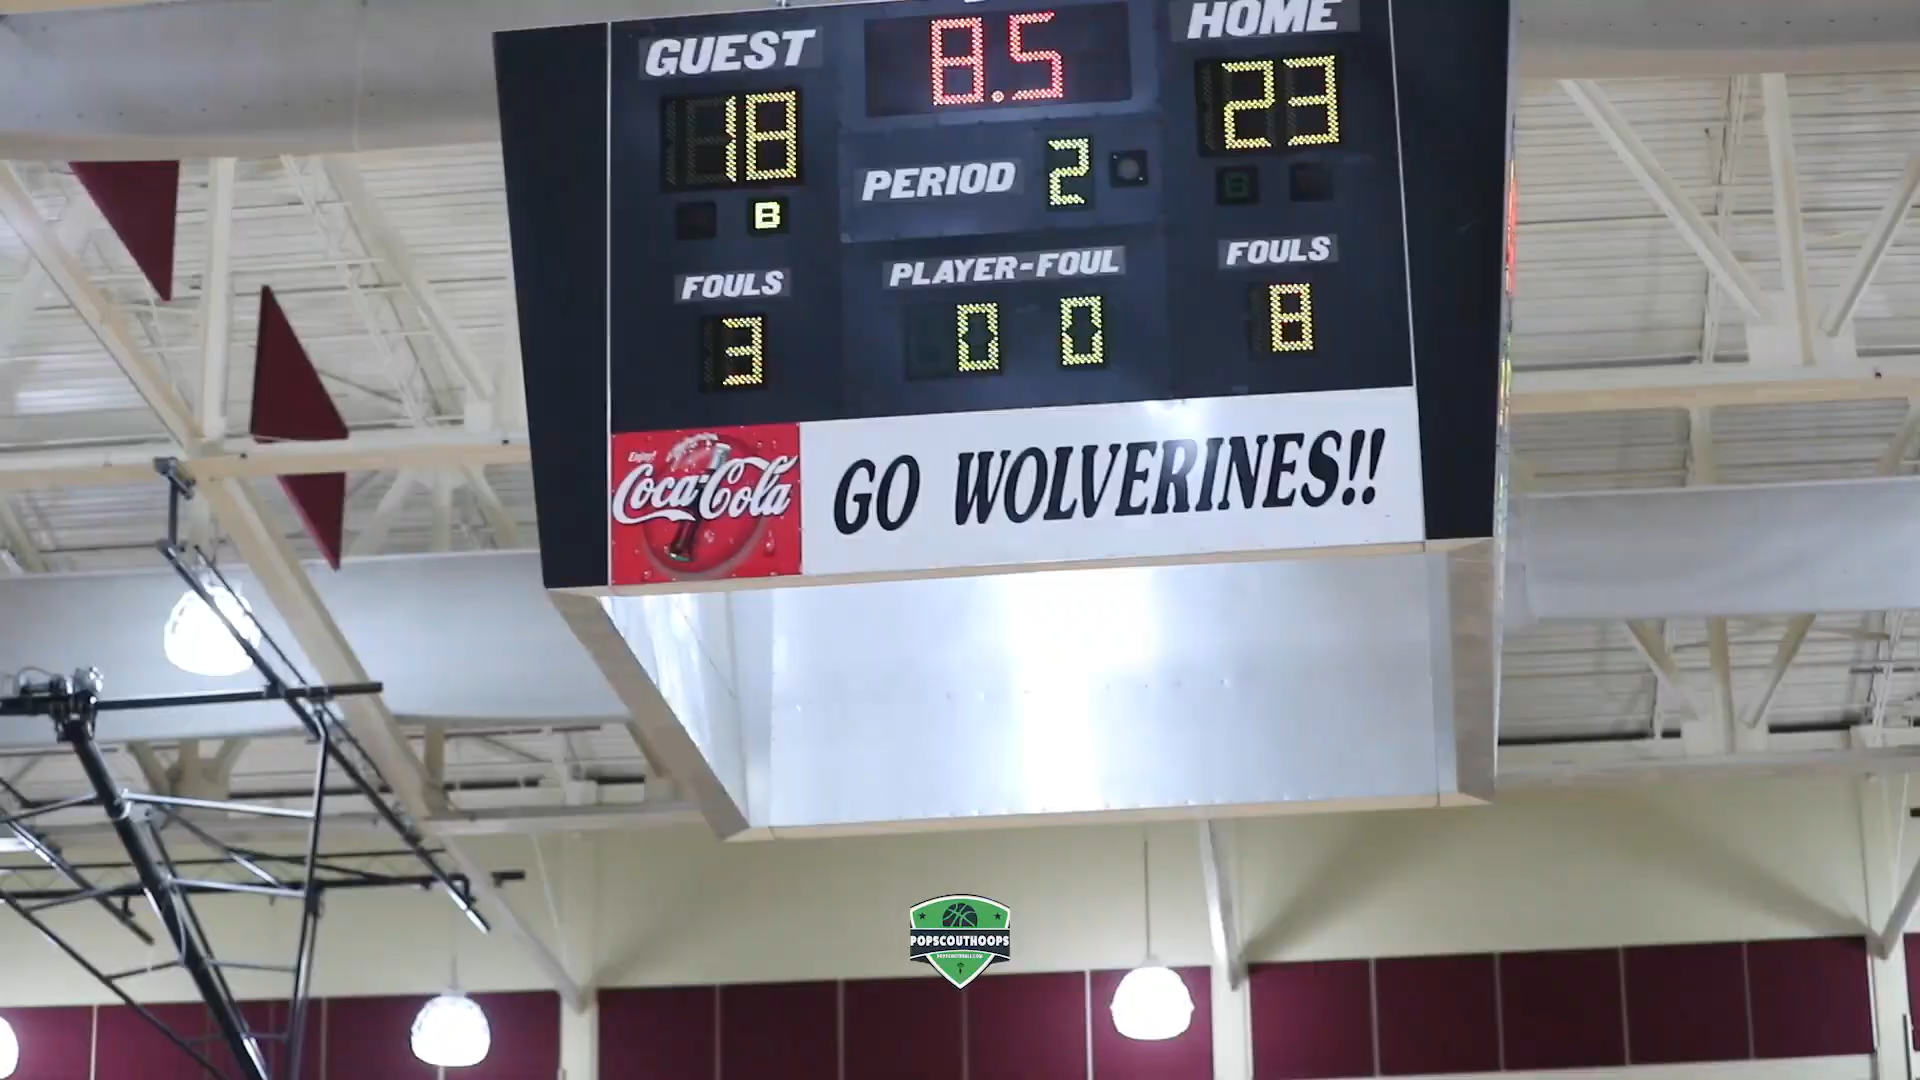 GUEST 8.5 HOME
18 23
PERIOD 2
B B
FOULS PLAYER-FOUL FOULS
3 0 0 8
Enjoy!
Coca-Cola
GO WOLVERINES!!
POPSCOUTHOOPS